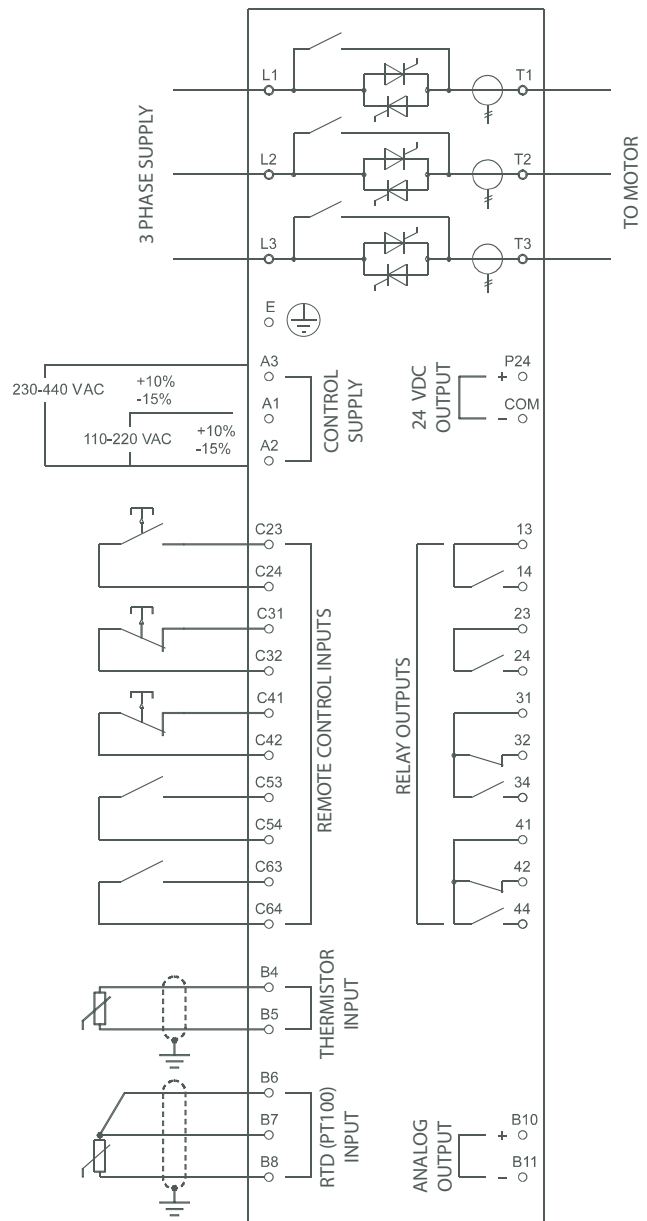 L1
T1
L2
T2
L3
T3
3 PHASE SUPPLY
TO MOTOR
E
A3
P24
230-440 VAC
+10%
-15%
+
A1
COM
110-220 VAC
+10%
-15%
–
A2
CONTROL
SUPPLY
24 VDC
OUTPUT
C23
13
C24
14
C31
23
C32
24
C41
31
C42
32
C53
34
C54
41
C63
42
C64
44
REMOTE CONTROL INPUTS
RELAY OUTPUTS
B4
B5
THERMISTOR
INPUT
B6
B7
B8
RTD (PT100)
INPUT
ANALOG
OUTPUT
+
B10
–
B11